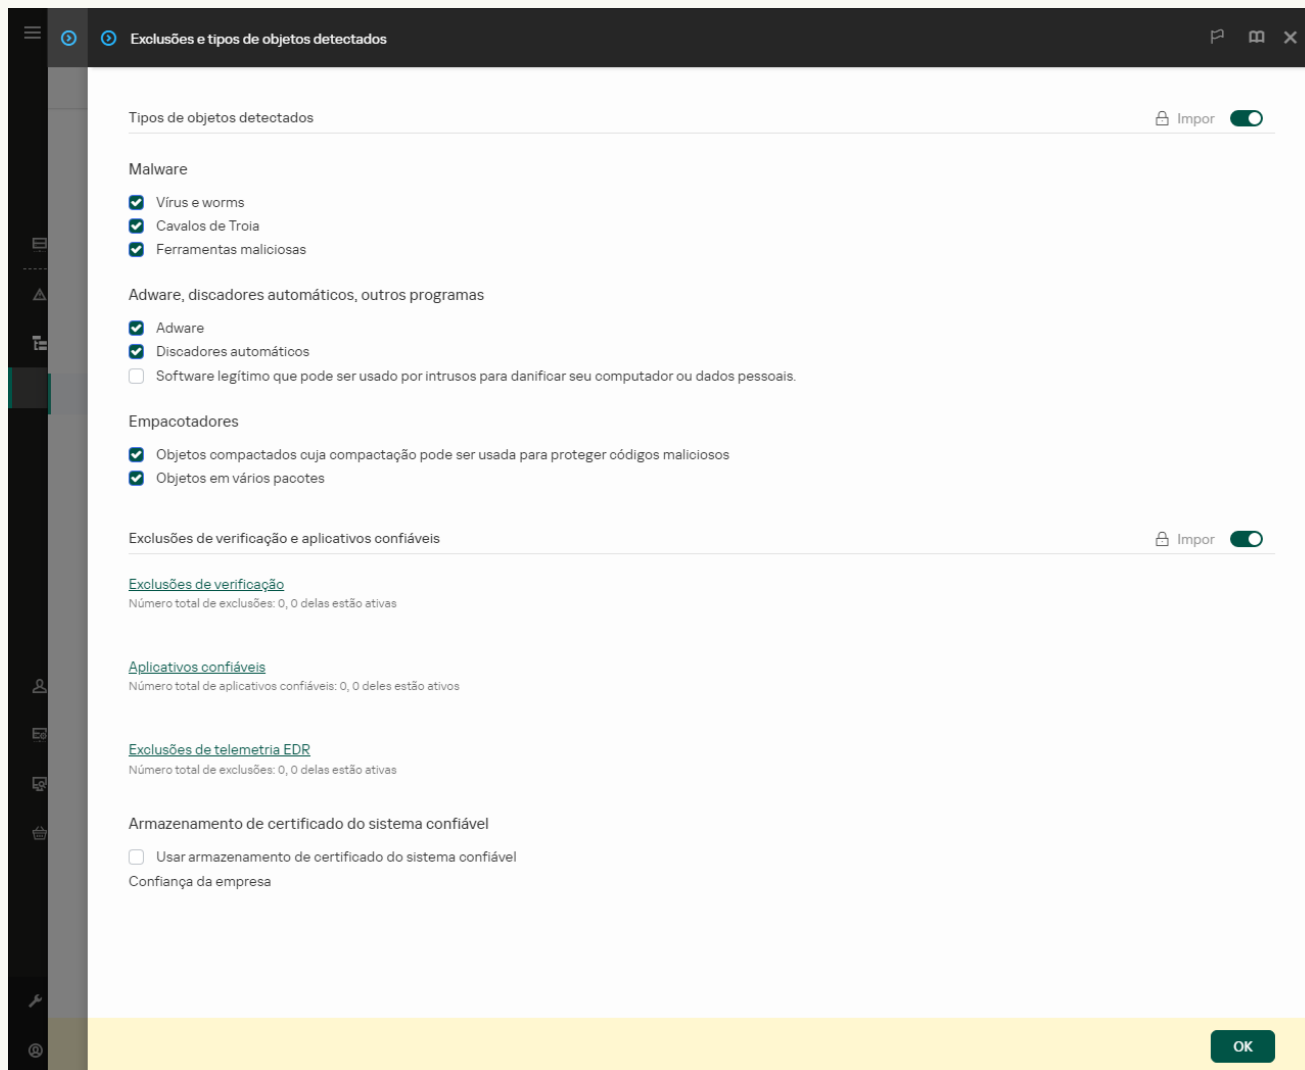 Exclusões e tipos de objetos detectados
Tipos de objetos detectados
Impor
Malware
Vírus e worms
Cavalos de Troia
Ferramentas maliciosas
Adware, discadores automáticos, outros programas
Adware
Discadores automáticos
Software legítimo que pode ser usado por intrusos para danificar seu computador ou dados pessoais.
Empacotadores
Objetos compactados cuja compactação pode ser usada para proteger códigos maliciosos
Objetos em vários pacotes
Exclusões de verificação e aplicativos confiáveis
Impor
Exclusões de verificação
Número total de exclusões: 0, 0 delas estão ativas
Aplicativos confiáveis
Número total de aplicativos confiáveis: 0, 0 deles estão ativos
Exclusões de telemetria EDR
Número total de exclusões: 0, 0 delas estão ativas
Armazenamento de certificado do sistema confiável
Usar armazenamento de certificado do sistema confiável
Confiança da empresa
OK